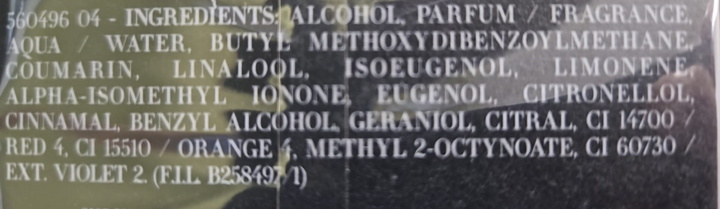 560496 04 - INGREDIENTS: ALCOHOL, PARFUM / FRAGRANCE,
AQUA / WATER, BUTYL METHOXYDIBENZOYLMETHANE,
COUMARIN, LINALOOL, ISOEUGENOL, LIMONENE,
ALPHA-ISOMETHYL IONONE, EUGENOL, CITRONELLOL,
CINNAMAL, BENZYL ALCOHOL, GERANIOL, CITRAL, CI 14700 /
RED 4, CI 15510 / ORANGE 4, METHYL 2-OCTYNOATE, CI 60730 /
EXT. VIOLET 2. (F.I.L. B258497/1)